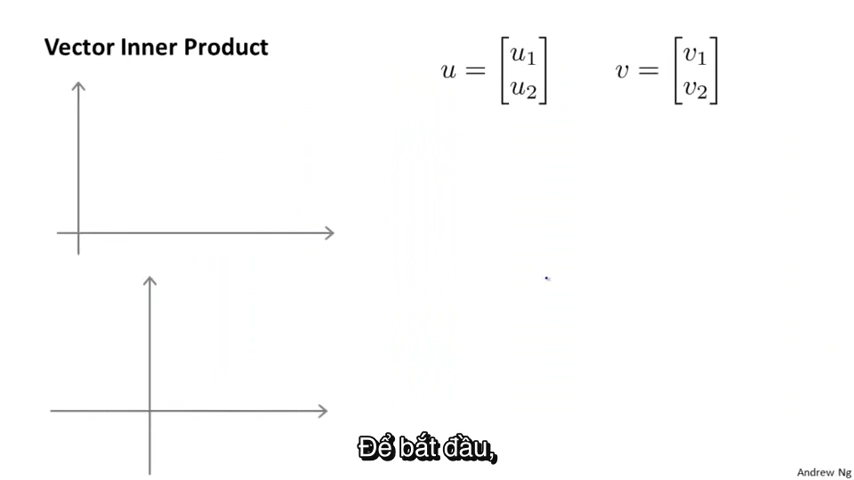 Vector Inner Product
u = [u1 u2] v = [v1 v2]
Để bắt đầu,
Andrew Ng